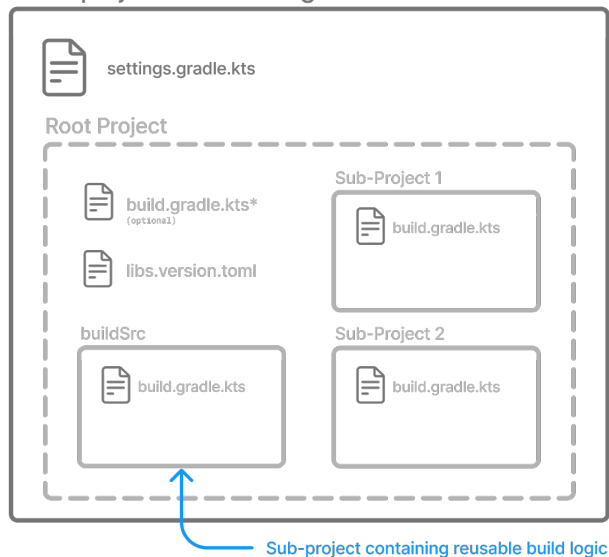 settings.gradle.kts
Root Project
Sub-Project 1
build.gradle.kts*
(optional)
build.gradle.kts
libs.version.toml
buildSrc
Sub-Project 2
build.gradle.kts
build.gradle.kts
Sub-project containing reusable build logic